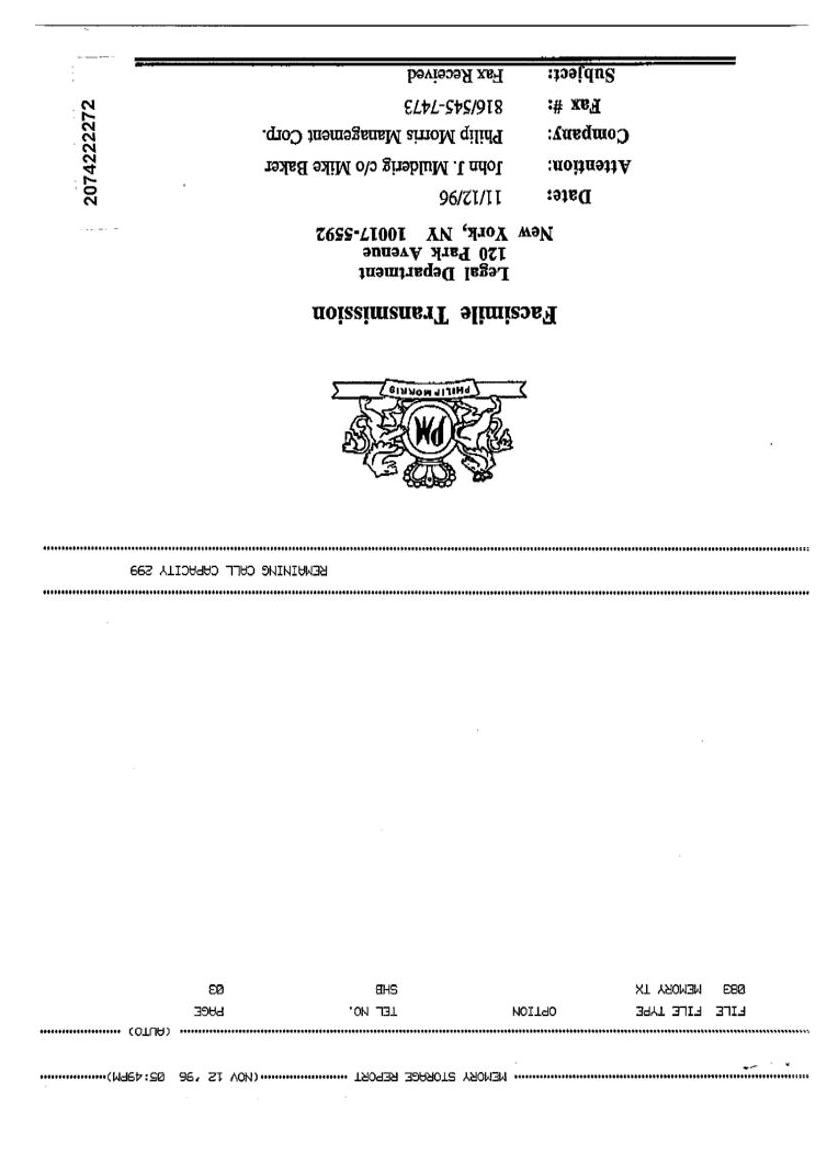 MEMORY STORAGE REPORT (NOV 12 '96 05:49PM)
(AUTO)
FILE FILE TYPE OPTION TEL NO. PAGE
083 MEMORY TX SHB 03
REMAINING CALL CAPACITY 299
PM
PHILIP MORRIS
Facsimile Transmission
Legal Department
120 Park Avenue
New York, NY 10017-5592
Date: 11/12/96
Attention: John J. Mulderig c/o Mike Baker
Company: Philip Morris Management Corp.
Fax #: 816/545-7473
Subject: Fax Received
2074222272